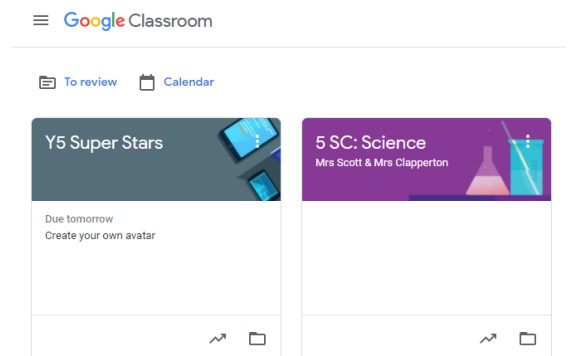 Google Classroom
To review Calendar
Y5 Super Stars
Due tomorrow
Create your own avatar
5 SC: Science
Mrs Scott & Mrs Clapperton